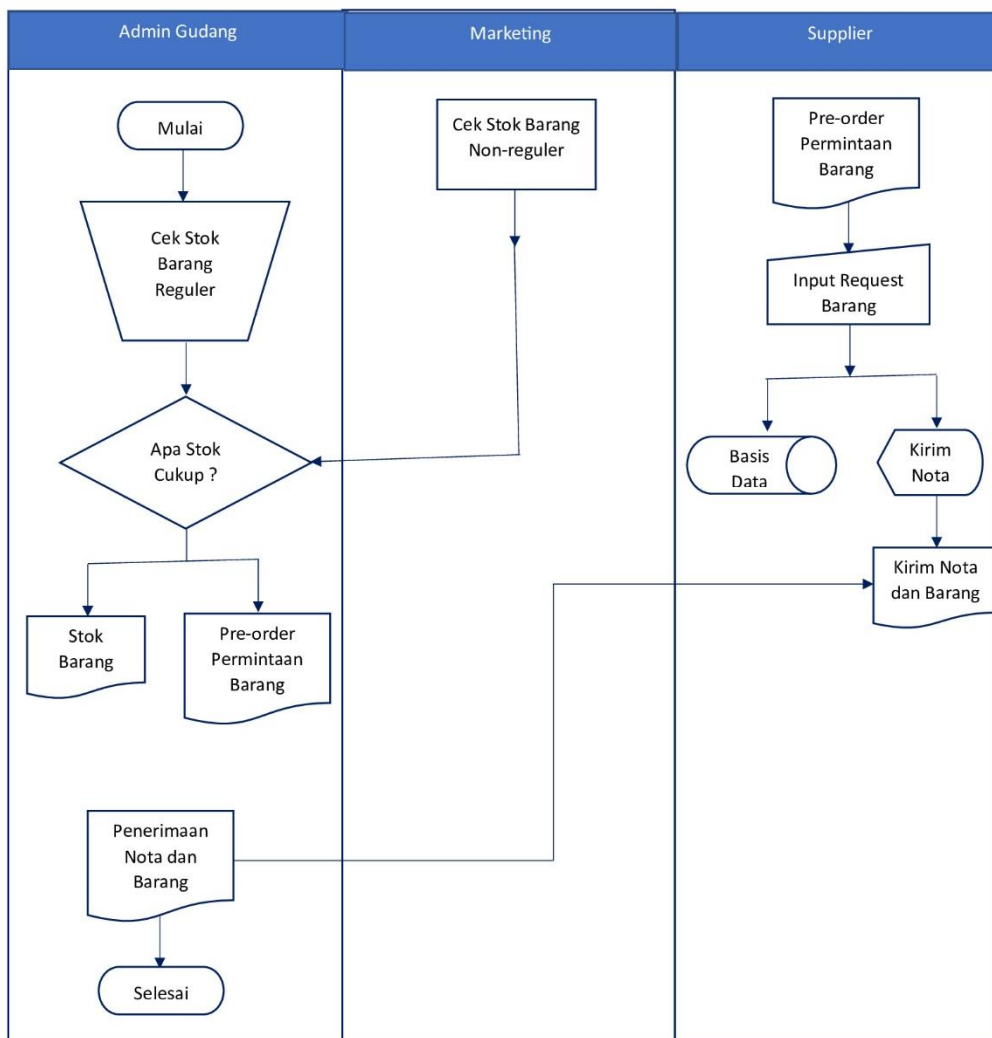 Admin Gudang
Marketing
Supplier
Mulai
Cek Stok
Barang
Reguler
Apa Stok
Cukup ?
Stok
Barang
Pre-order
Permintaan
Barang
Penerimaan
Nota dan
Barang
Selesai
Cek Stok Barang
Non-reguler
Pre-order
Permintaan
Barang
Input Request
Barang
Basis
Data
Kirim
Nota
Kirim Nota
dan Barang